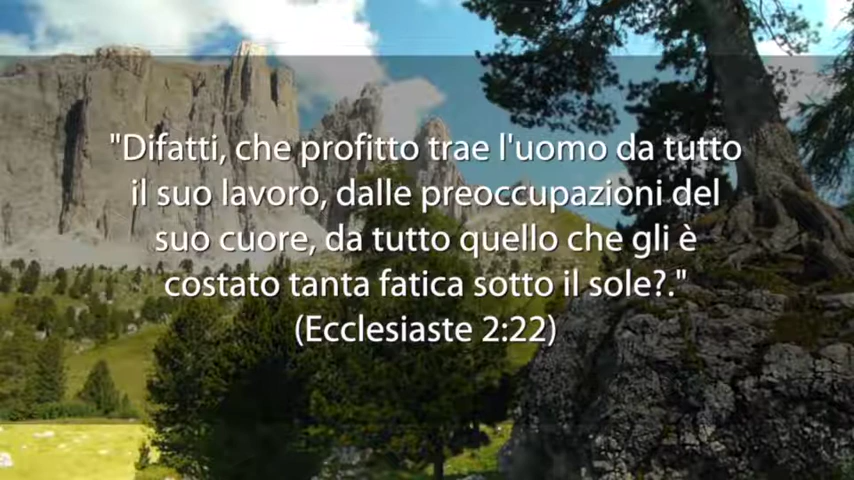 "Difatti, che profitto trae l'uomo da tutto
il suo lavoro, dalle preoccupazioni del
suo cuore, da tutto quello che gli è
costato tanta fatica sotto il sole?."
(Ecclesiaste 2:22)